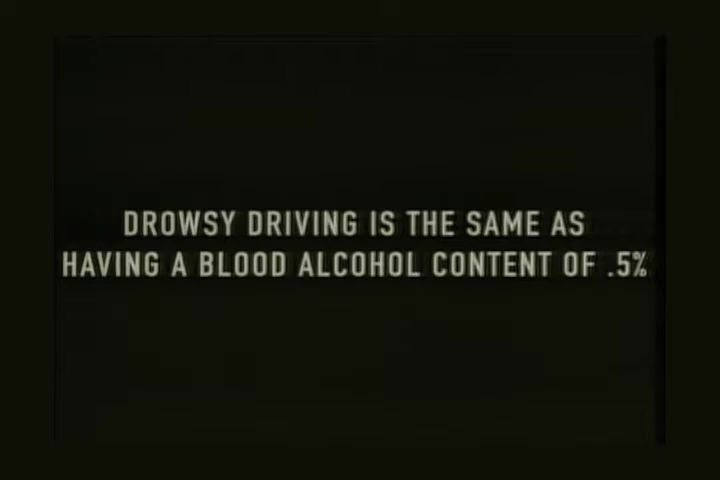 DROWSY DRIVING IS THE SAME AS
HAVING A BLOOD ALCOHOL CONTENT OF .5%